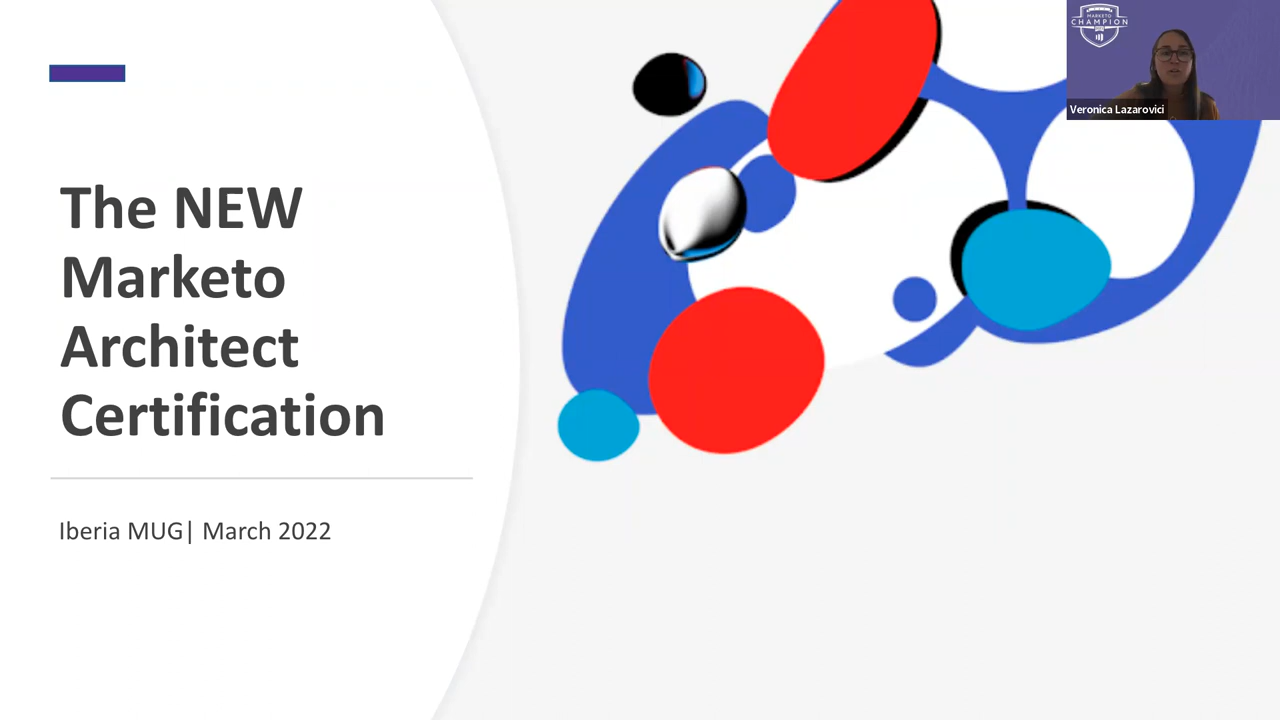 The NEW
Marketo
Architect
Certification
Iberia MUG| March 2022
MARKETO
CHAMPION
Veronica Lazarovici